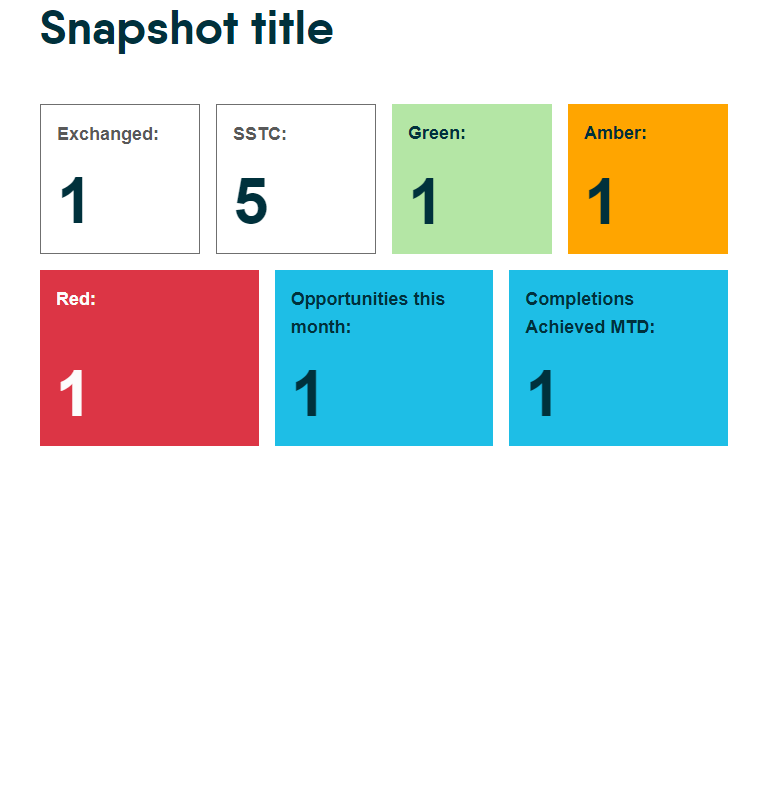 Snapshot title
Exchanged:
1
SSTC:
5
Green:
1
Amber:
1
Red:
1
Opportunities this
month:
1
Completions
Achieved MTD:
1